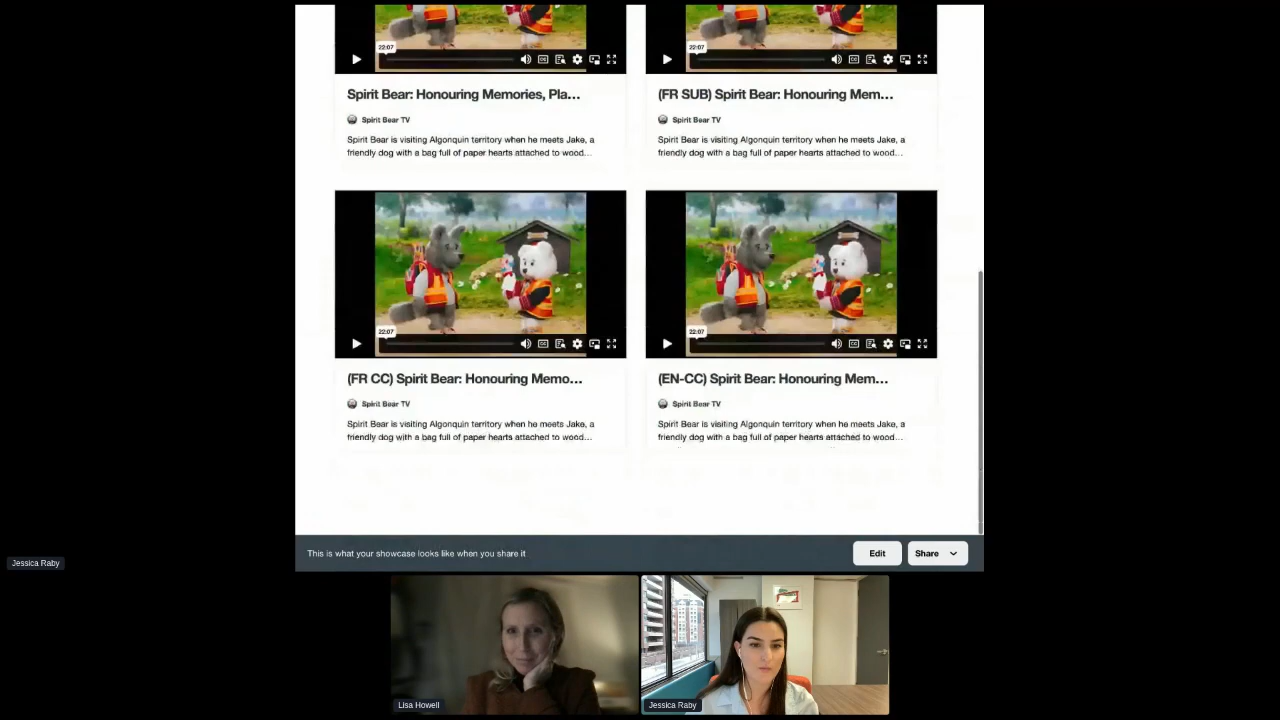 22:07
22:07
Spirit Bear: Honouring Memories, Pla...
(FR SUB) Spirit Bear: Honouring Mem...
Spirit Bear TV
Spirit Bear TV
Spirit Bear is visiting Algonquin territory when he meets Jake, a
friendly dog with a bag full of paper hearts attached to wood...
Spirit Bear is visiting Algonquin territory when he meets Jake, a
friendly dog with a bag full of paper hearts attached to wood...
22:07
22:07
(FR CC) Spirit Bear: Honouring Memo...
(EN-CC) Spirit Bear: Honouring Mem...
Spirit Bear TV
Spirit Bear TV
Spirit Bear is visiting Algonquin territory when he meets Jake, a
friendly dog with a bag full of paper hearts attached to wood...
Spirit Bear is visiting Algonquin territory when he meets Jake, a
friendly dog with a bag full of paper hearts attached to wood...
This is what your showcase looks like when you share it
Edit
Share
Jessica Raby
Lisa Howell
Jessica Raby